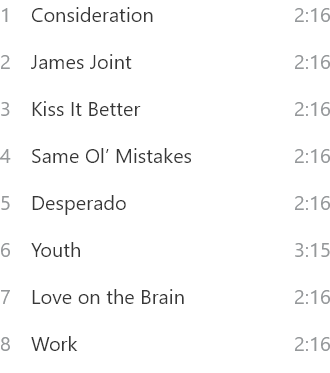 1 Consideration 2:16
2 James Joint 2:16
3 Kiss It Better 2:16
4 Same Ol’ Mistakes 2:16
5 Desperado 2:16
6 Youth 3:15
7 Love on the Brain 2:16
8 Work 2:16